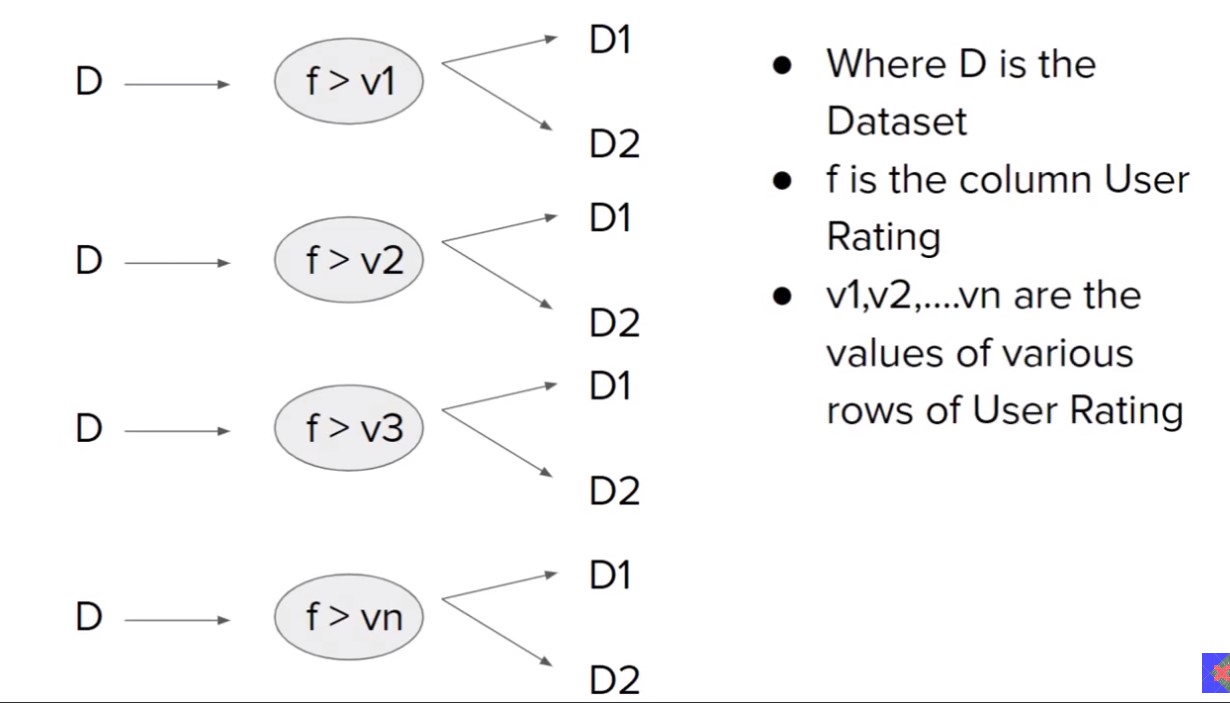 D1
D
f > v1
D2
D1
D
f > v2
D2
D1
D
f > v3
D2
D1
D
f > vn
D2
● Where D is the
Dataset
● f is the column User
Rating
● v1,v2,....vn are the
values of various
rows of User Rating